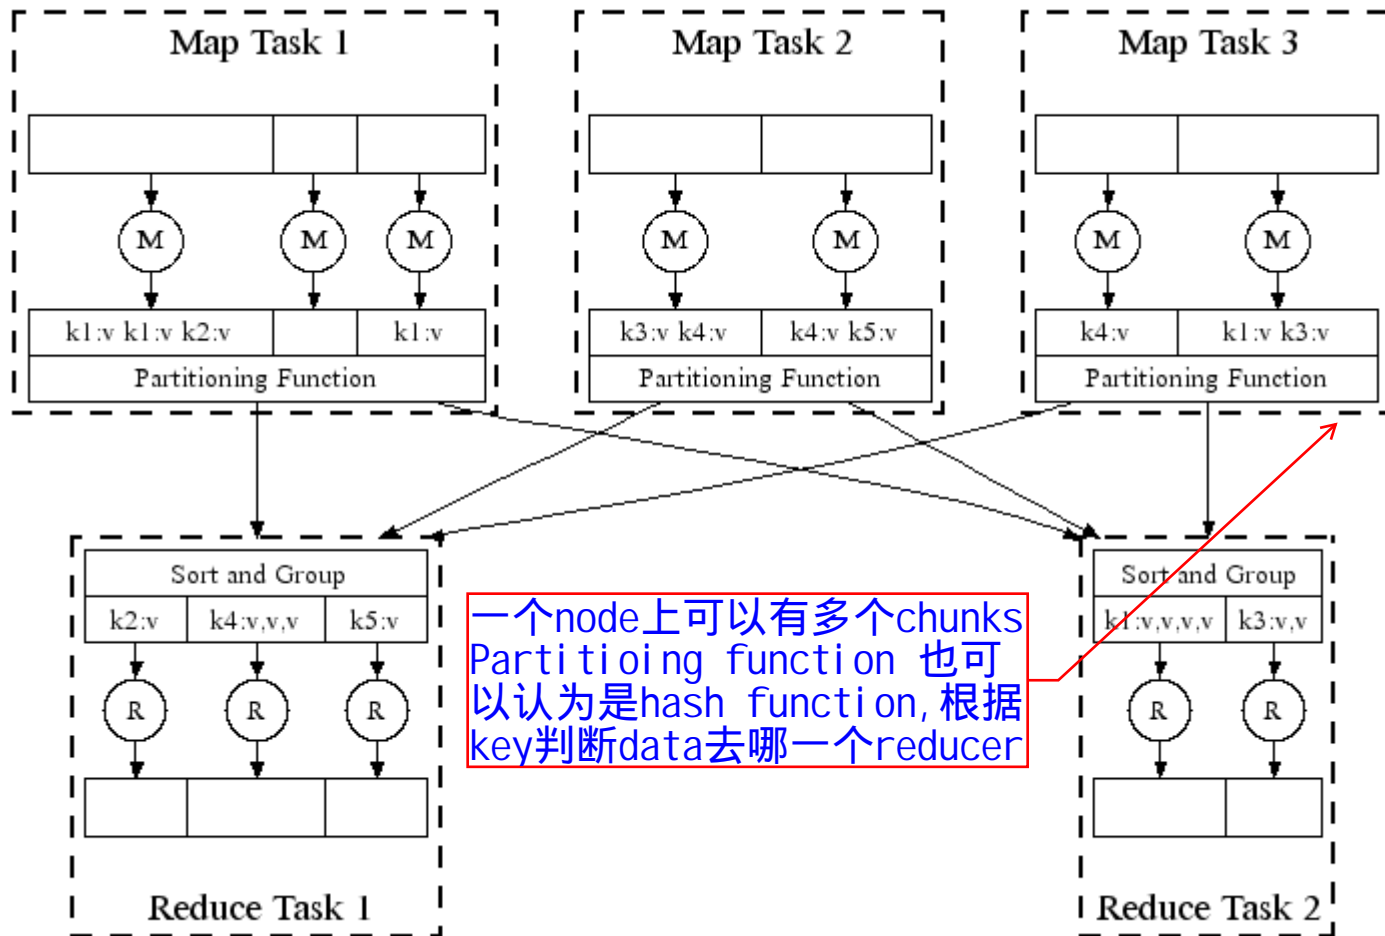 Map Task 1
Map Task 2
Map Task 3
M
M
M
M
M
M
M
k1:v k1:v k2:v
k1:v
k3:v k4:v
k4:v k5:v
k4:v
k1:v k3:v
Partitioning Function
Partitioning Function
Partitioning Function
Sort and Group
Sort and Group
k2:v
k4:v,v,v
k5:v
k1:v,v,v,v
k3:v,v
一个node上可以有多个chunks
Partitioing function 也可
以认为是hash function,根据
key判断data去哪一个reducer
R
R
R
R
R
Reduce Task 1
Reduce Task 2